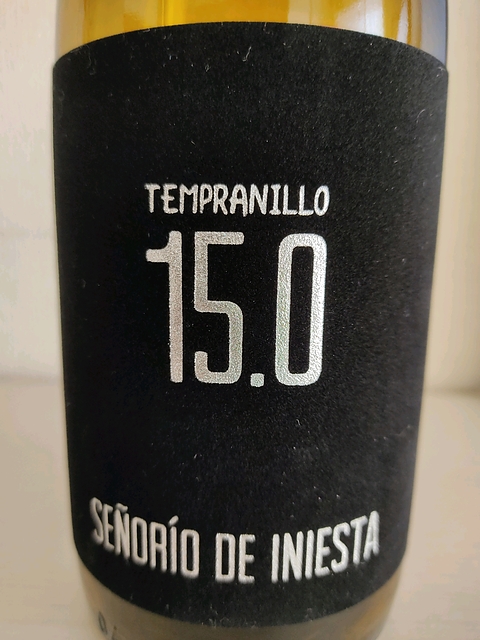 TEMPRANILLO
15.0
SEÑORÍO DE INIESTA